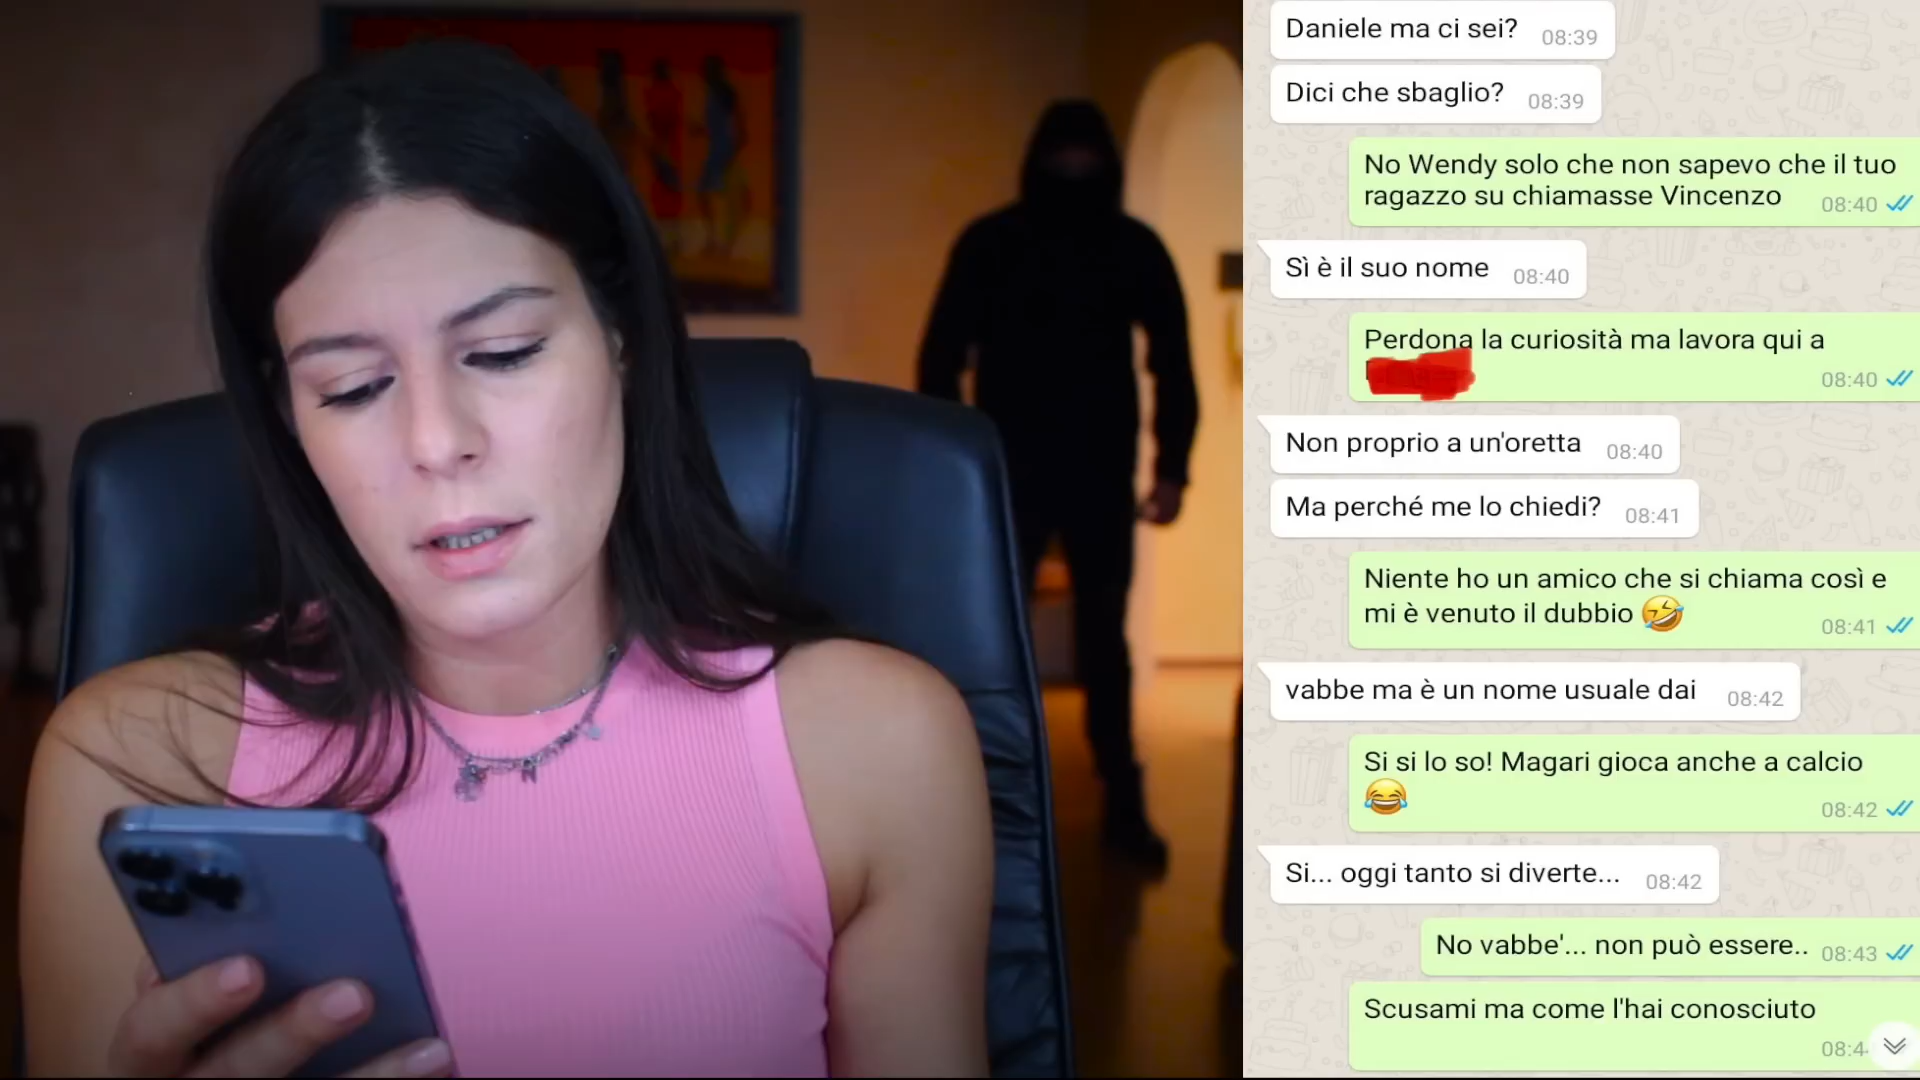 Daniele ma ci sei? 08:39
Dici che sbaglio? 08:39
No Wendy solo che non sapevo che il tuo
ragazzo su chiamasse Vincenzo 08:40
Sì è il suo nome 08:40
Perdona la curiosità ma lavora qui a
08:40
Non proprio a un'oretta 08:40
Ma perché me lo chiedi? 08:41
Niente ho un amico che si chiama così e
mi è venuto il dubbio 🤣 08:41
vabbe ma è un nome usuale dai 08:42
Si si lo so! Magari gioca anche a calcio
😂 08:42
Si... oggi tanto si diverte... 08:42
No vabbe'... non può essere.. 08:43
Scusami ma come l'hai conosciuto